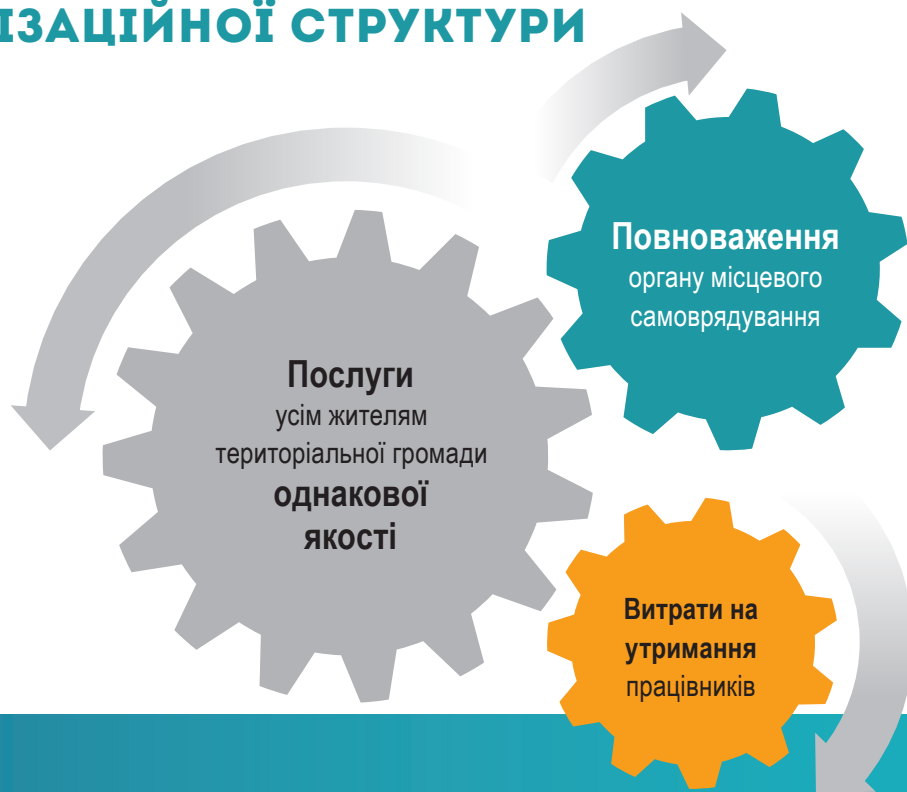 ІЗАЦІЙНОЇ СТРУКТУРИ
Повноваження
органу місцевого
самоврядування
Послуги
усім жителям
територіальної громади
однакової
якості
Витрати на
утримання
працівників